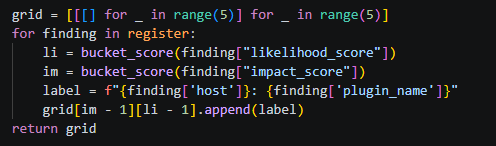 grid = [[[] for _ in range(5)] for _ in range(5)]
for finding in register:
    li = bucket_score(finding["likelihood_score"])
    im = bucket_score(finding["impact_score"])
    label = f"{finding['host']}: {finding['plugin_name']}"
    grid[im - 1][li - 1].append(label)
return grid